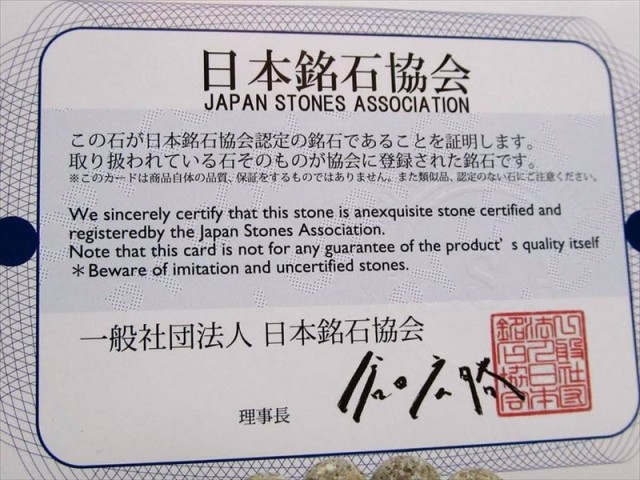 日本銘石協会
JAPAN STONES ASSOCIATION
この石が日本銘石協会認定の銘石であることを証明します。
取り扱われている石そのものが協会に登録された銘石です。
※このカードは商品自体の品質、保証をするものではありません。また類似品、認定のない石にご注意ください。
We sincerely certify that this stone is anexquisite stone certified and
registeredby the Japan Stones Association.
Note that this card is not for any guarantee of the product's quality itself
＊Beware of imitation and uncertified stones.
一般社団法人 日本銘石協会
理事長